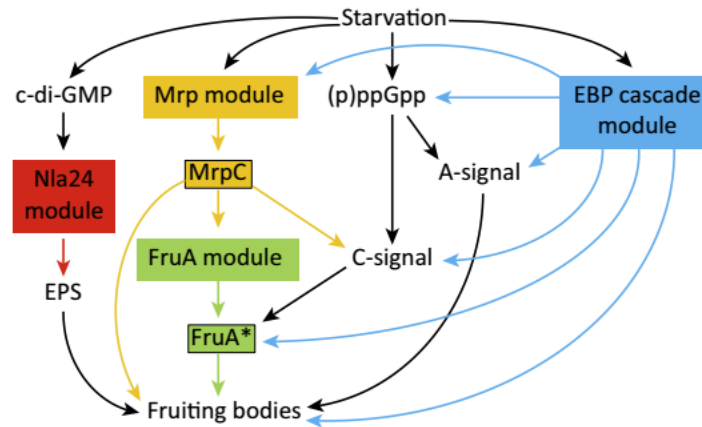 Starvation
c-di-GMP
Mrp module
(p)ppGpp
EBP cascade
module
Nla24
module
MrpC
A-signal
FruA module
C-signal
EPS
FruA*
Fruiting bodies